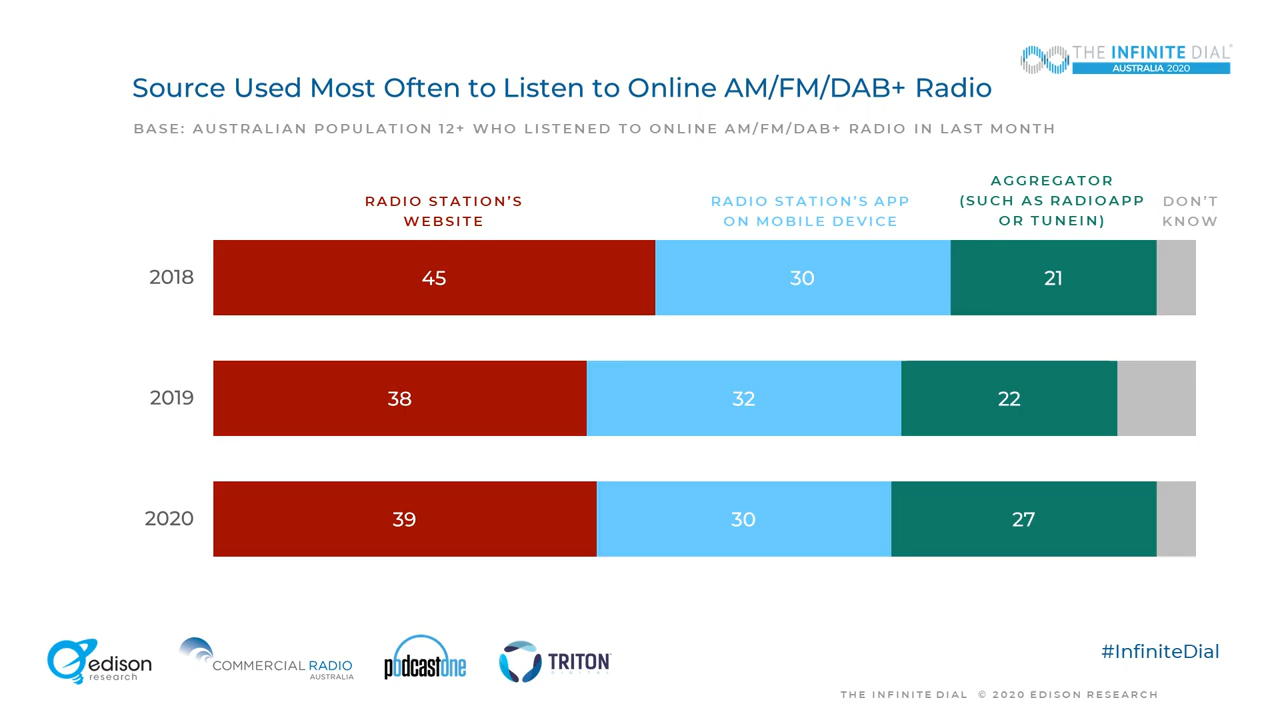 THE INFINITE DIAL
AUSTRALIA 2020
Source Used Most Often to Listen to Online AM/FM/DAB+ Radio
BASE: AUSTRALIAN POPULATION 12+ WHO LISTENED TO ONLINE AM/FM/DAB+ RADIO IN LAST MONTH
RADIO STATION'S
WEBSITE
RADIO STATION'S APP
ON MOBILE DEVICE
AGGREGATOR
(SUCH AS RADIOAPP
OR TUNEIN)
DON'T
KNOW
2018 45 30 21
2019 38 32 22
2020 39 30 27
edison
research
COMMERCIAL RADIO
AUSTRALIA
podcastone
TRITON
DIGITAL
#InfiniteDial
THE INFINITE DIAL © 2020 EDISON RESEARCH